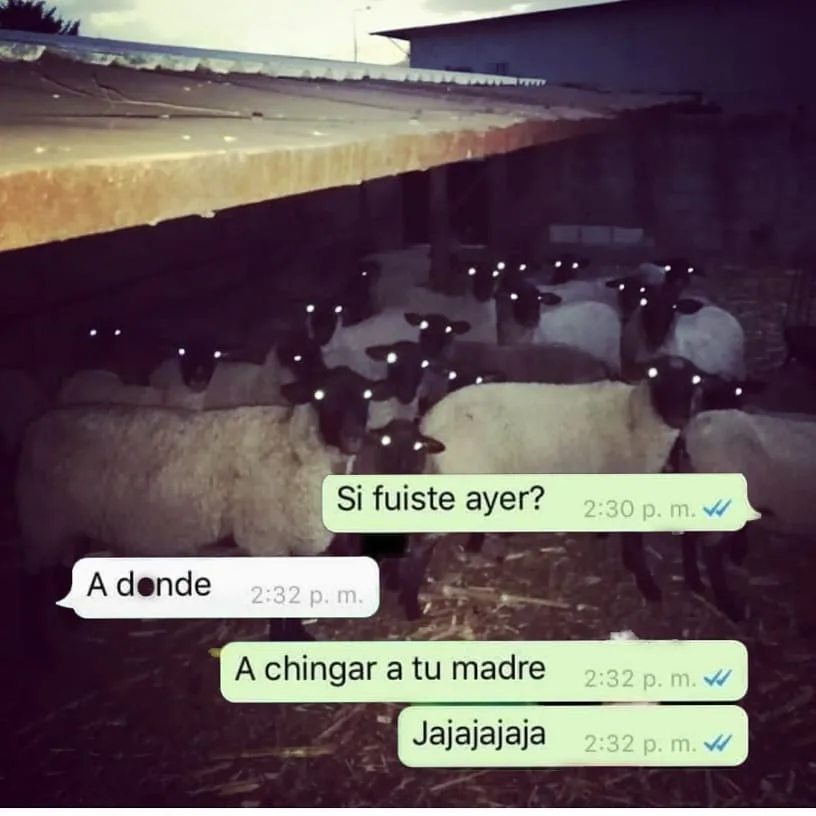 Si fuiste ayer? 2:30 p. m.
A donde 2:32 p. m.
A chingar a tu madre 2:32 p. m.
Jajajajaja 2:32 p. m.